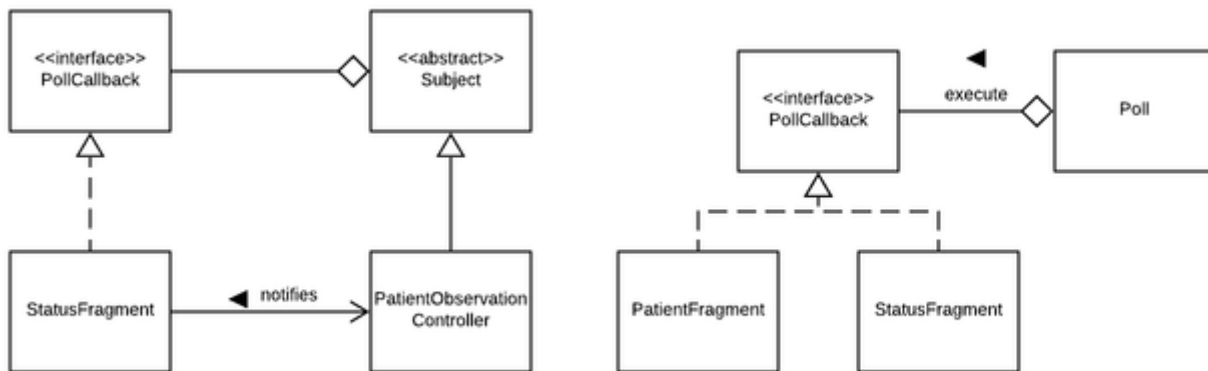 <<interface>>
PollCallback
<<abstract>>
Subject
StatusFragment
notifies
PatientObservation
Controller
<<interface>>
PollCallback
execute
Poll
PatientFragment
StatusFragment